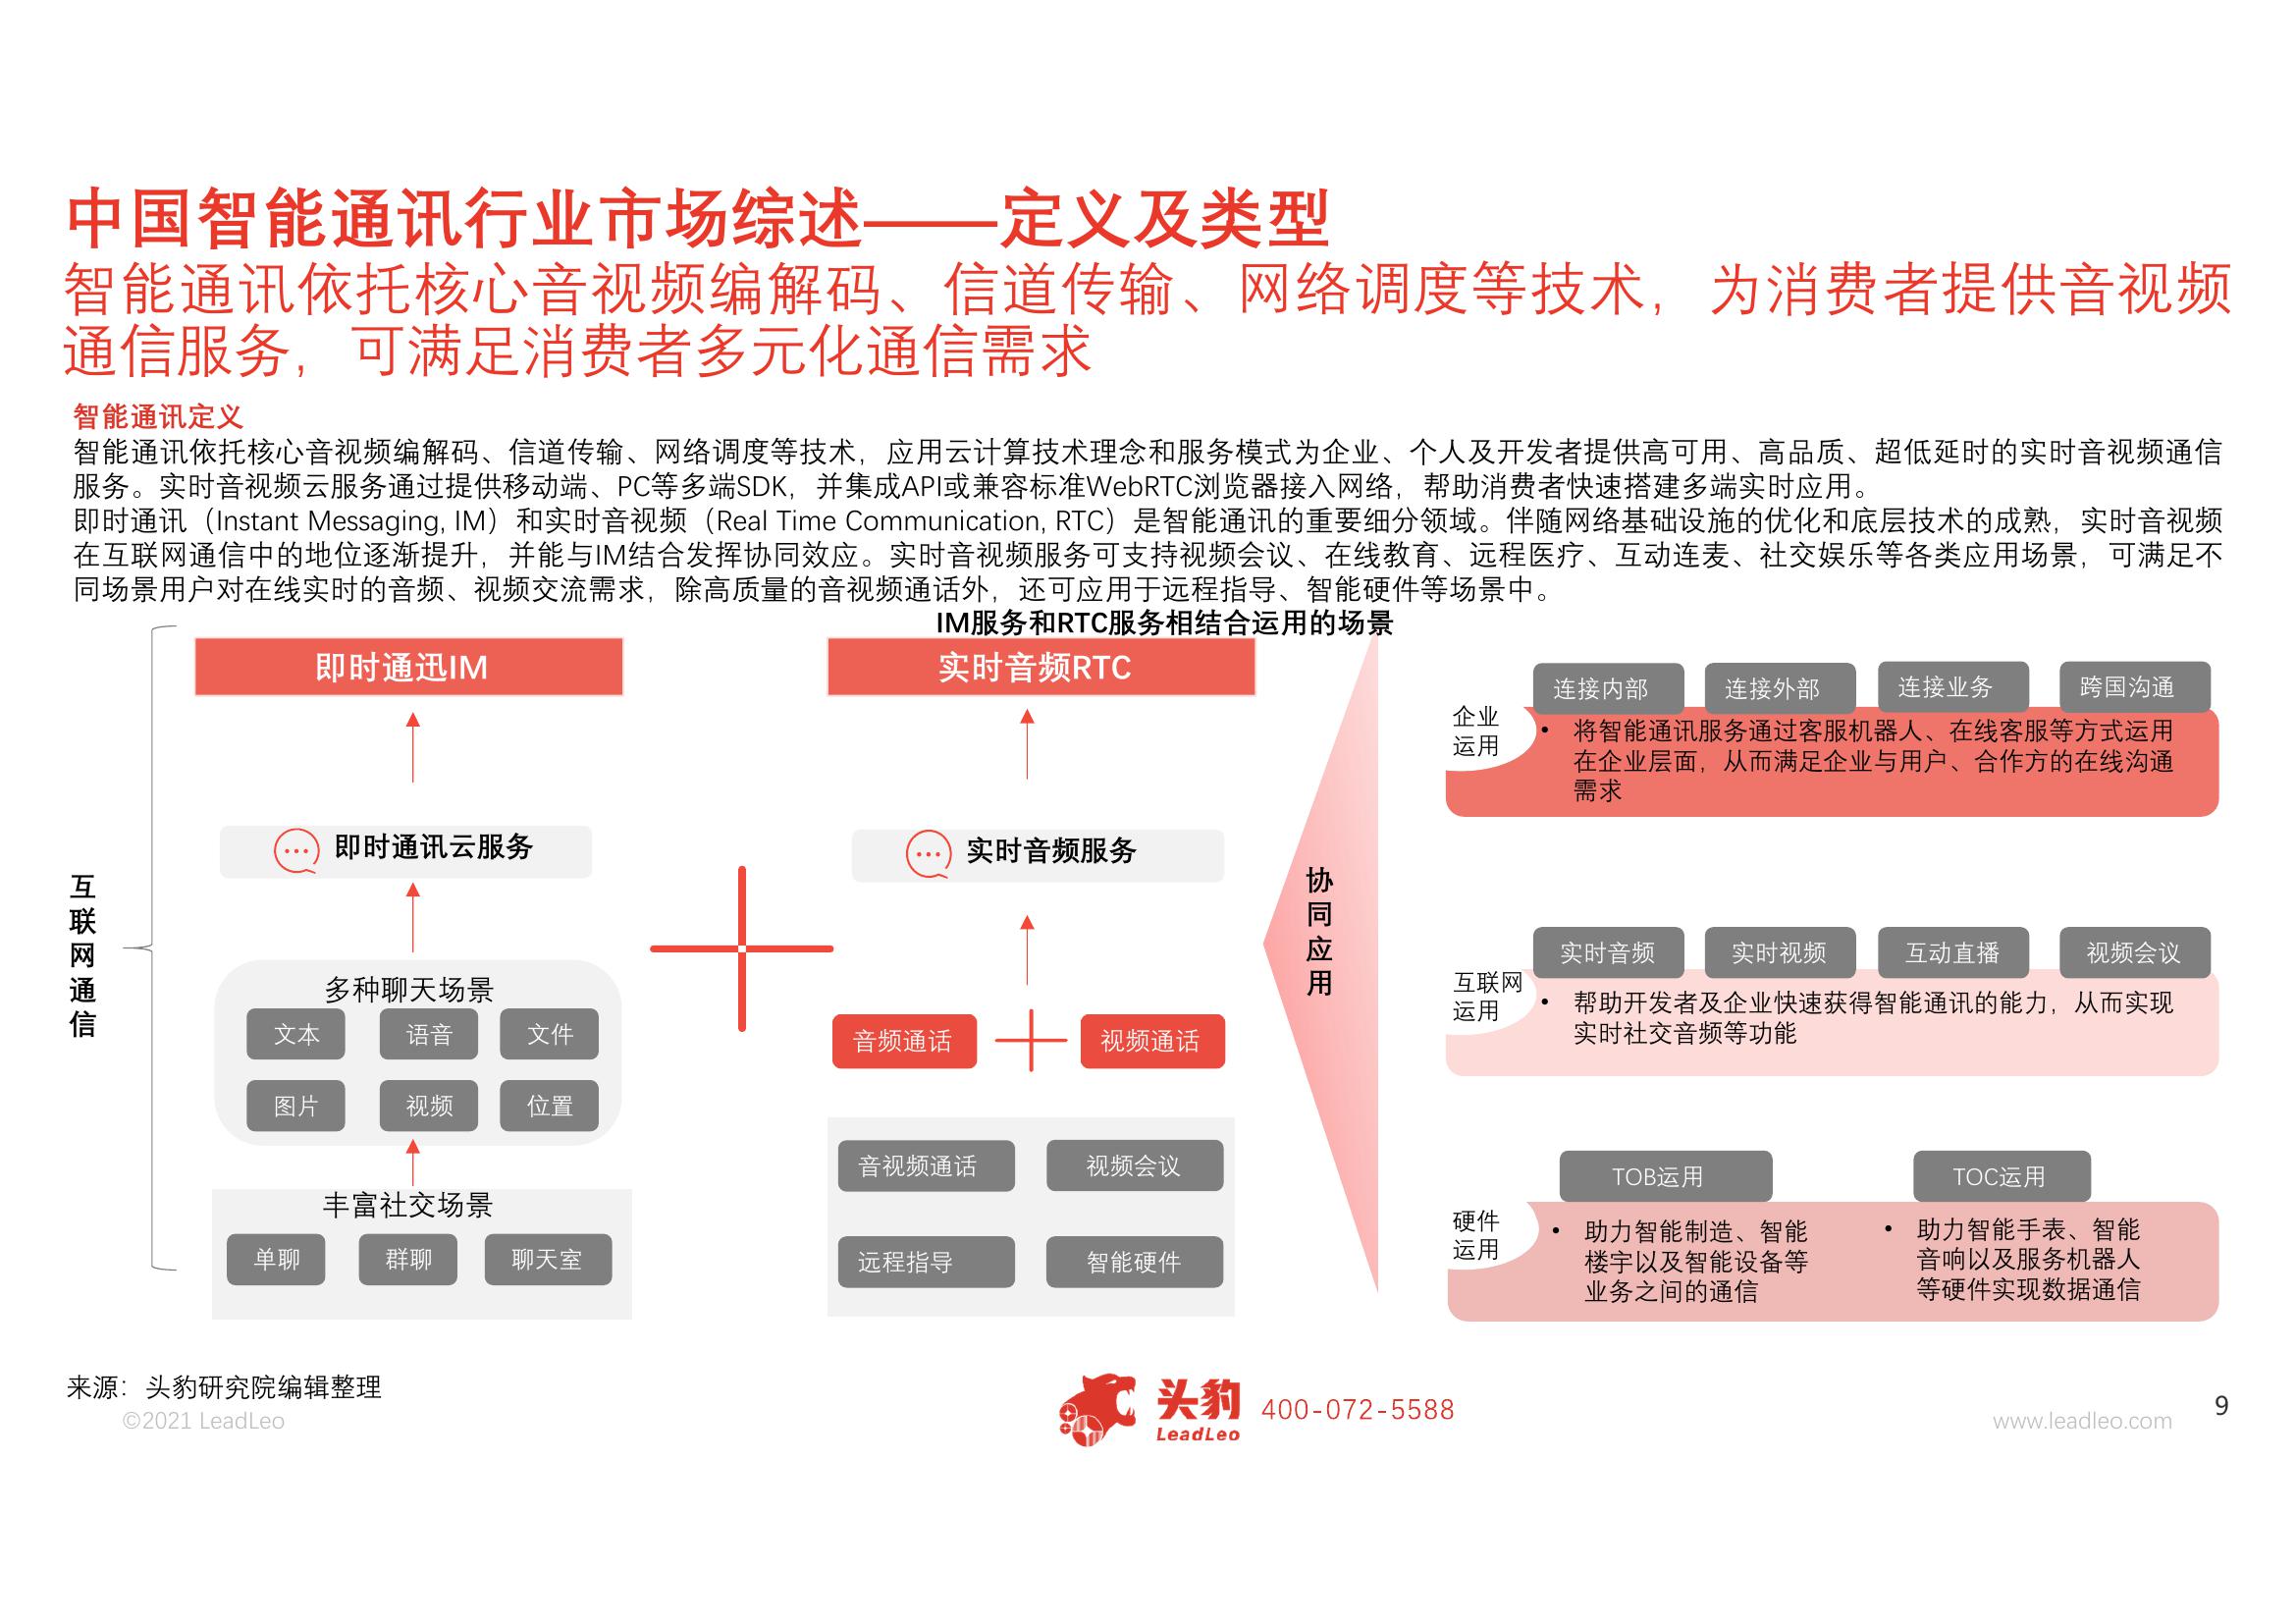 中国智能通讯行业市场综述——定义及类型
智能通讯依托核心音视频编解码、信道传输、网络调度等技术，为消费者提供音视频
通信服务，可满足消费者多元化通信需求
智能通讯定义
智能通讯依托核心音视频编解码、信道传输、网络调度等技术，应用云计算技术理念和服务模式为企业、个人及开发者提供高可用、高品质、超低延时的实时音视频通信
服务。实时音视频云服务通过提供移动端、PC等多端SDK，并集成API或兼容标准WebRTC浏览器接入网络，帮助消费者快速搭建多端实时应用。
即时通讯（Instant Messaging, IM）和实时音视频（Real Time Communication, RTC）是智能通讯的重要细分领域。伴随网络基础设施的优化和底层技术的成熟，实时音视频
在互联网通信中的地位逐渐提升，并能与IM结合发挥协同效应。实时音视频服务可支持视频会议、在线教育、远程医疗、互动连麦、社交娱乐等各类应用场景，可满足不
同场景用户对在线实时的音频、视频交流需求，除高质量的音视频通话外，还可应用于远程指导、智能硬件等场景中。
IM服务和RTC服务相结合运用的场景
互联网通信
即时通迅IM
即时通讯云服务
多种聊天场景
文本 语音 文件
图片 视频 位置
丰富社交场景
单聊 群聊 聊天室
实时音频RTC
实时音频服务
音频通话 视频通话
音视频通话 视频会议
远程指导 智能硬件
协同应用
连接内部 连接外部 连接业务 跨国沟通
企业
运用
• 将智能通讯服务通过客服机器人、在线客服等方式运用
在企业层面，从而满足企业与用户、合作方的在线沟通
需求
实时音频 实时视频 互动直播 视频会议
互联网
运用
• 帮助开发者及企业快速获得智能通讯的能力，从而实现
实时社交音频等功能
TOB运用 TOC运用
硬件
运用
• 助力智能制造、智能
楼宇以及智能设备等
业务之间的通信
• 助力智能手表、智能
音响以及服务机器人
等硬件实现数据通信
来源：头豹研究院编辑整理
©2021 LeadLeo
头豹
LeadLeo
400-072-5588
www.leadleo.com
9